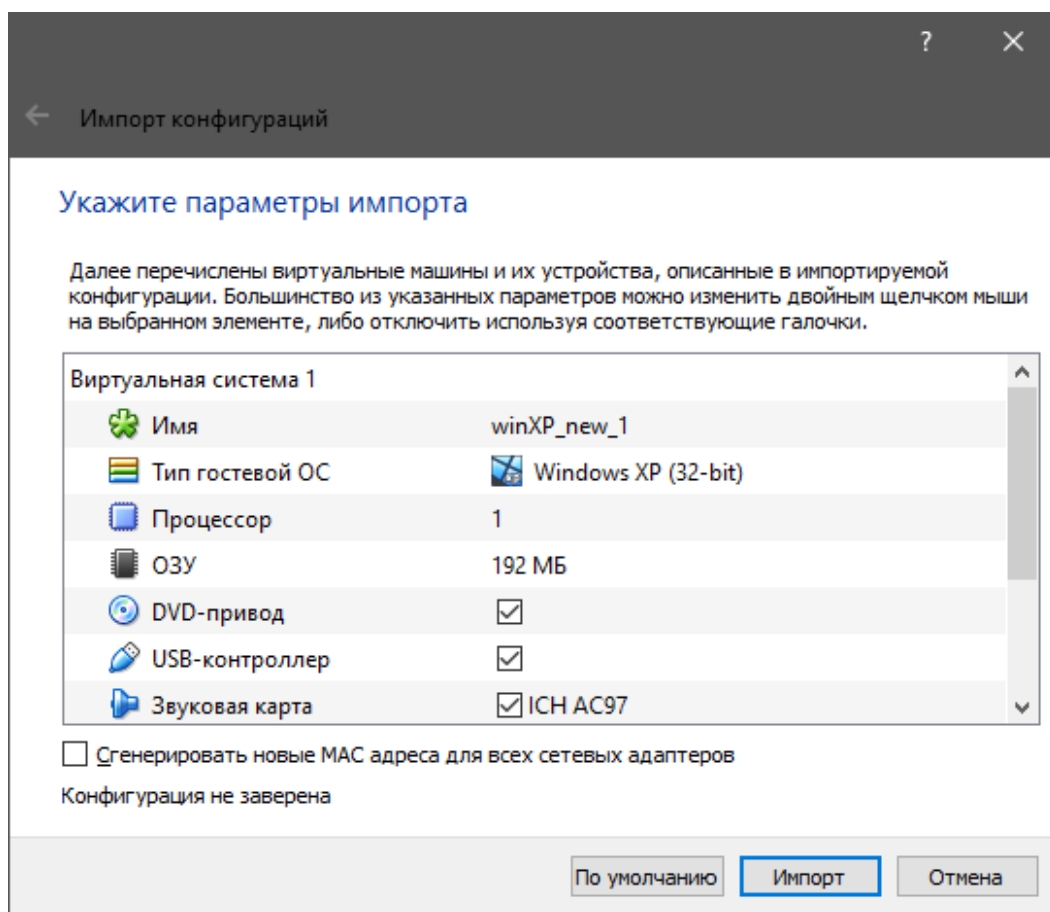 ?
Импорт конфигураций
Укажите параметры импорта
Далее перечислены виртуальные машины и их устройства, описанные в импортируемой
конфигурации. Большинство из указанных параметров можно изменить двойным щелчком мыши
на выбранном элементе, либо отключить используя соответствующие галочки.
Виртуальная система 1
Имя winXP_new_1
Тип гостевой ОС Windows XP (32-bit)
Процессор 1
ОЗУ 192 МБ
DVD-привод
USB-контроллер
Звуковая карта ICH AC97
Сгенерировать новые MAC адреса для всех сетевых адаптеров
Конфигурация не заверена
По умолчанию Импорт Отмена